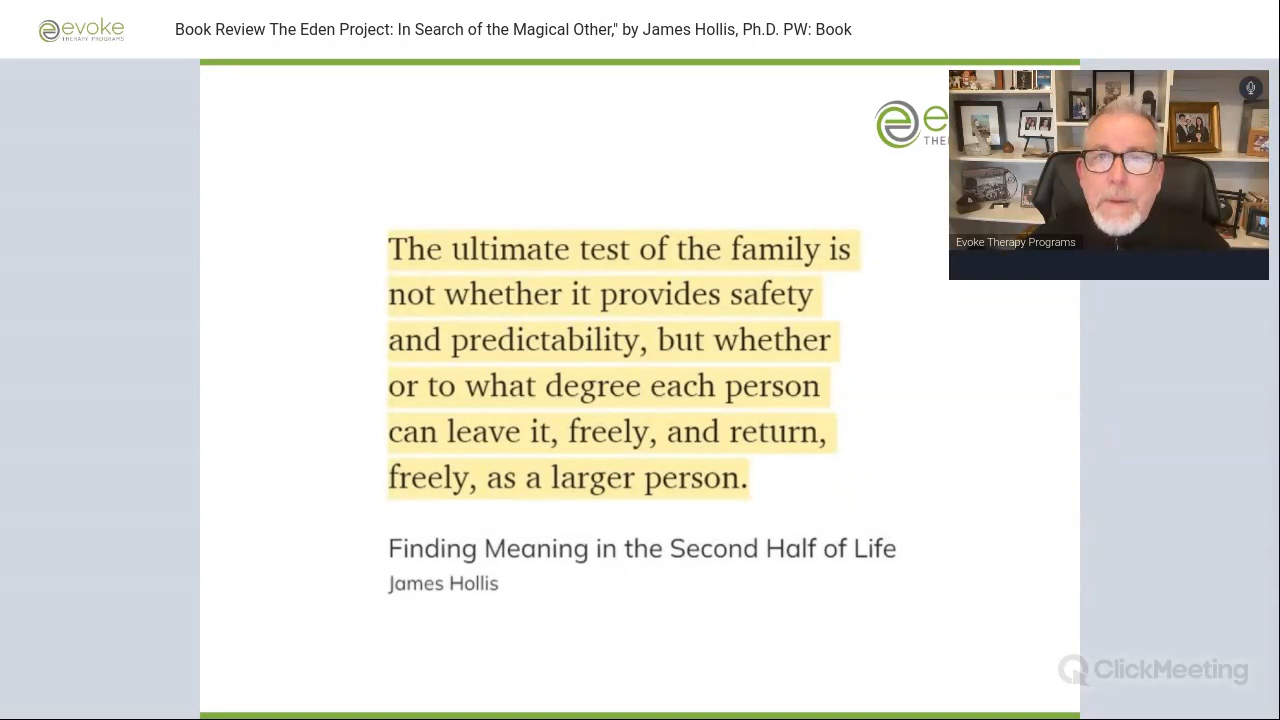 evoke
THERAPY PROGRAMS
Book Review The Eden Project: In Search of the Magical Other," by James Hollis, Ph.D. PW: Book
e
THE
Evoke Therapy Programs
The ultimate test of the family is
not whether it provides safety
and predictability, but whether
or to what degree each person
can leave it, freely, and return,
freely, as a larger person.
Finding Meaning in the Second Half of Life
James Hollis
ClickMeeting